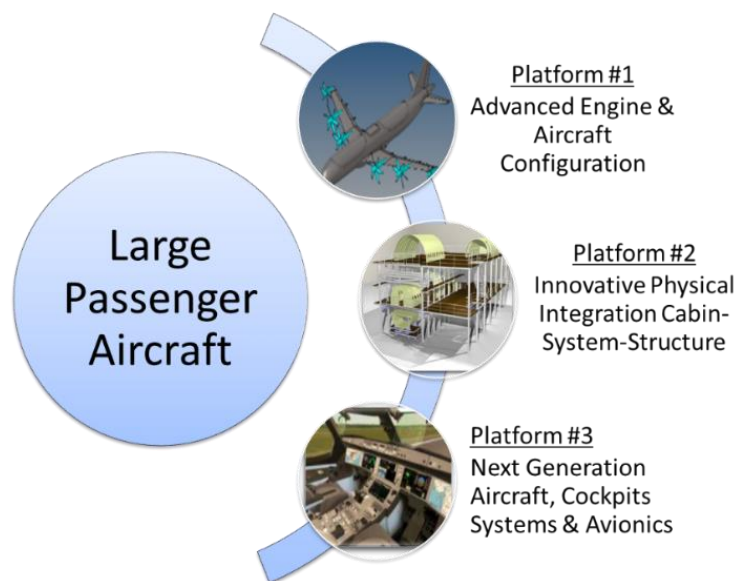 Large
Passenger
Aircraft
Platform #1
Advanced Engine &
Aircraft
Configuration
Platform #2
Innovative Physical
Integration Cabin-
System-Structure
Platform #3
Next Generation
Aircraft, Cockpits
Systems & Avionics